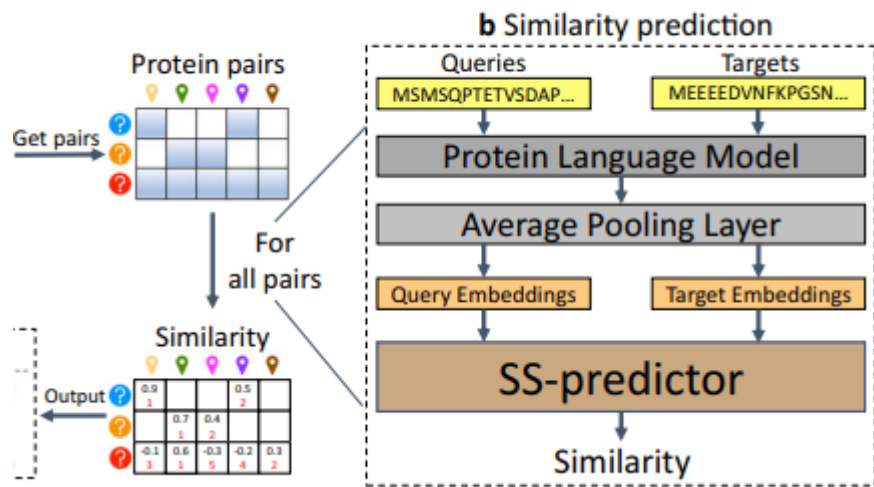 b Similarity prediction
Protein pairs
Queries
Targets
MSMSQPTETVSDAP...
MEEEEDVNFKPGSN...
?
Get pairs
?
?
Protein Language Model
Average Pooling Layer
For
all pairs
Query Embeddings
Target Embeddings
Similarity
SS-predictor
? 0.9 0.5
1 2
Output
? 0.7 0.4
1 2
? -0.1 0.6 -0.3 -0.2 0.3
3 1 5 4 2
Similarity